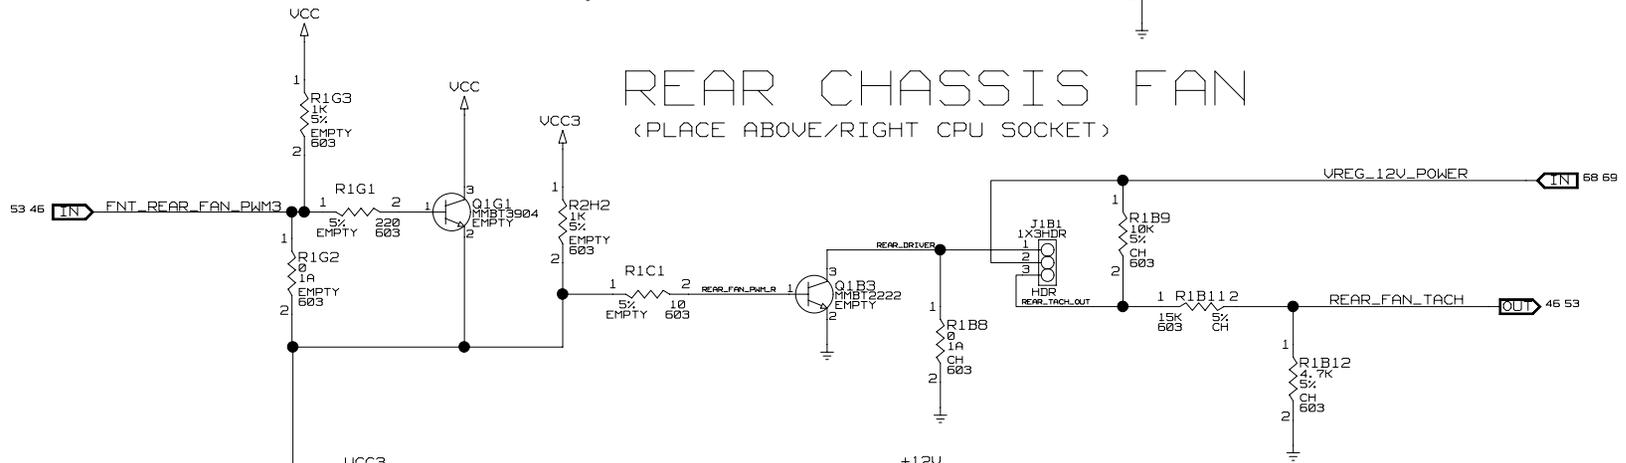 VCC
REAR CHASSIS FAN
(PLACE ABOVE/RIGHT CPU SOCKET)
1
R1G3
1K
5%
EMPTY
603
2
VCC
VCC3
53 46
IN
FNT_REAR_FAN_PWM3
R1G1
1
2
5%
EMPTY
220
603
1
3
Q1G1
MMBT3904
EMPTY
2
1
R1G2
0
1A
EMPTY
603
2
1
R2H2
1K
5%
EMPTY
603
2
R1C1
1
2
5%
EMPTY
10
603
REAR_FAN_PWM_R
1
3
Q1B3
MMBT2222
EMPTY
2
REAR_DRIVER
1
R1B8
0
1A
CH
603
2
J1B1
1X3HDR
1
2
3
HDR
REAR_TACH_OUT
VREG_12V_POWER
IN
68 69
1
R1B9
10K
5%
CH
603
2
1
R1B11
2
15K
603
5%
CH
REAR_FAN_TACH
OUT
46 53
1
R1B12
4.7K
5%
CH
603
2